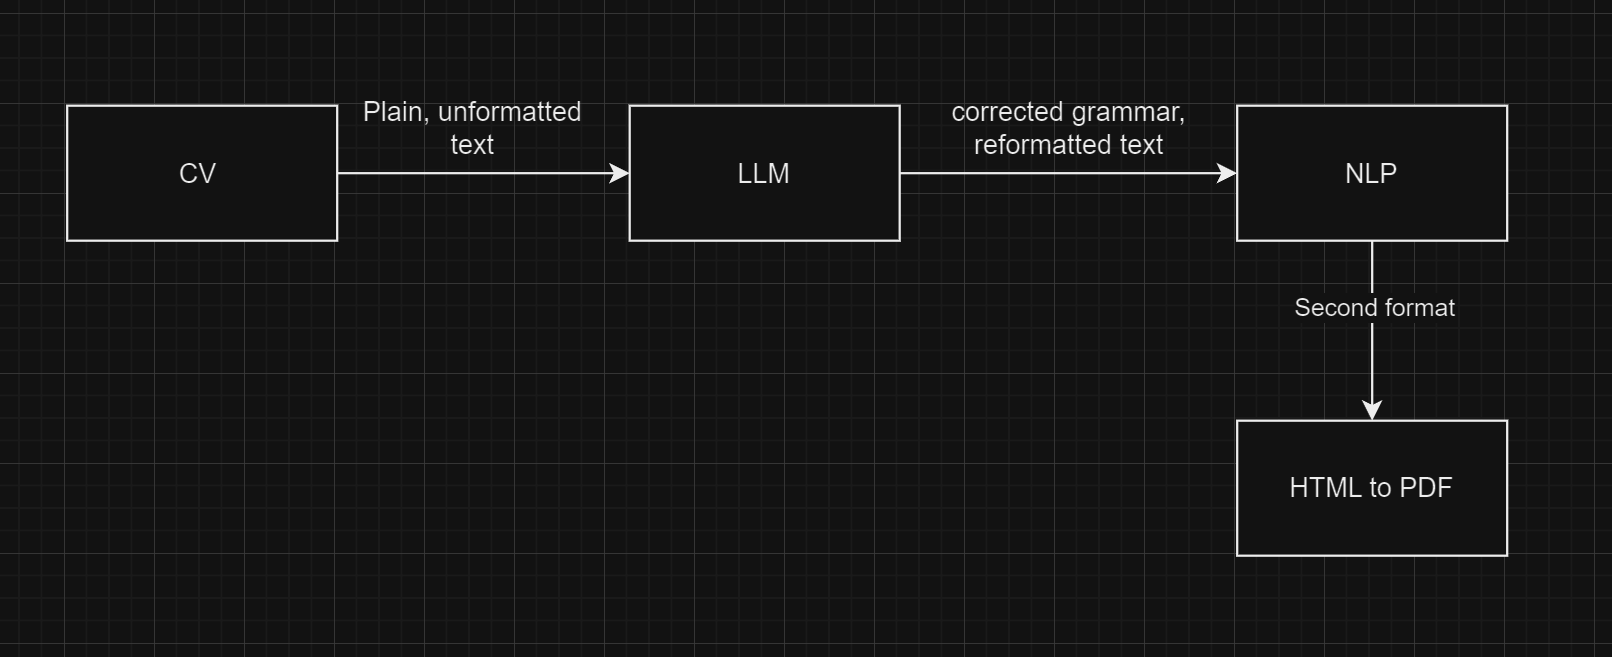 CV
Plain, unformatted
text
LLM
corrected grammar,
reformatted text
NLP
Second format
HTML to PDF